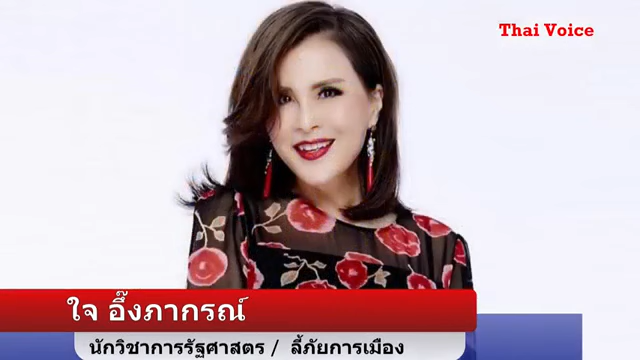 Thai Voice
ใจ อึ๊งภากรณ์
นักวิชาการรัฐศาสตร / ลี้ภัยการเมือง